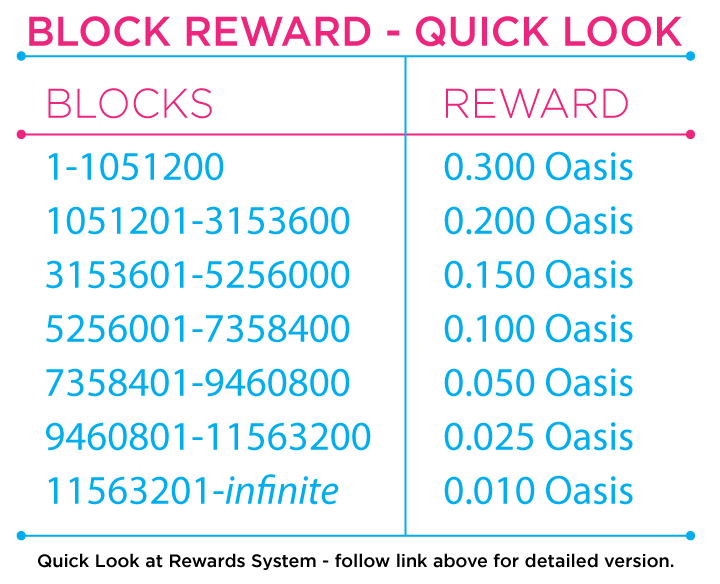 BLOCK REWARD - QUICK LOOK
BLOCKS REWARD
1-1051200 0.300 Oasis
1051201-3153600 0.200 Oasis
3153601-5256000 0.150 Oasis
5256001-7358400 0.100 Oasis
7358401-9460800 0.050 Oasis
9460801-11563200 0.025 Oasis
11563201-infinite 0.010 Oasis
Quick Look at Rewards System - follow link above for detailed version.